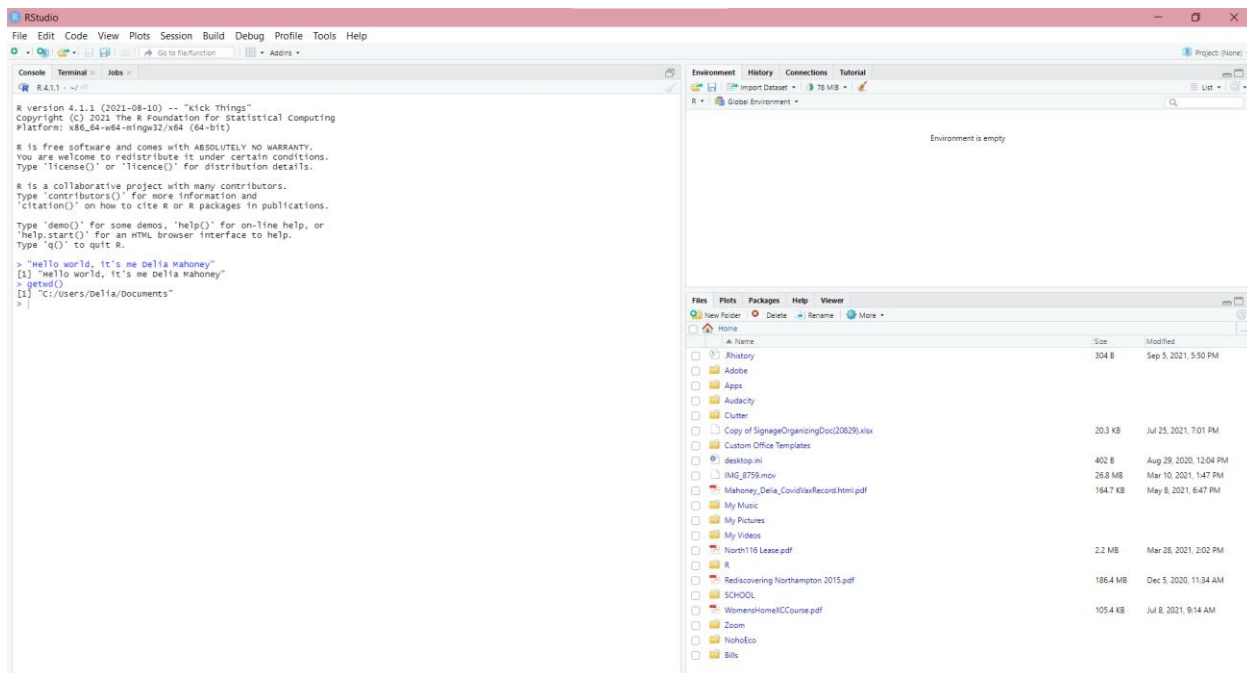 RStudio
File Edit Code View Plots Session Build Debug Profile Tools Help
Go to file/function Addins
Project: (None)
Console Terminal Jobs
R 4.1.1 · ~/
R version 4.1.1 (2021-08-10) -- "Kick Things"
Copyright (C) 2021 The R Foundation for Statistical Computing
Platform: x86_64-w64-mingw32/x64 (64-bit)
R is free software and comes with ABSOLUTELY NO WARRANTY.
You are welcome to redistribute it under certain conditions.
Type 'license()' or 'licence()' for distribution details.
R is a collaborative project with many contributors.
Type 'contributors()' for more information and
'citation()' on how to cite R or R packages in publications.
Type 'demo()' for some demos, 'help()' for on-line help, or
'help.start()' for an HTML browser interface to help.
Type 'q()' to quit R.
> "Hello world, it's me Delia Mahoney"
[1] "Hello world, it's me Delia Mahoney"
> getwd()
[1] "C:/Users/Delia/Documents"
>
Environment History Connections Tutorial
Import Dataset 78 MiB List
R Global Environment
Environment is empty
Files Plots Packages Help Viewer
New Folder Delete Rename More
Home
Name Size Modified
.Rhistory 304 B Sep 5, 2021, 5:50 PM
Adobe
Apps
Audacity
Clutter
Copy of SignageOrganizingDoc(20829).xlsx 20.3 KB Jul 25, 2021, 7:01 PM
Custom Office Templates
desktop.ini 402 B Aug 29, 2020, 12:04 PM
IMG_8759.mov 26.8 MB Mar 10, 2021, 1:47 PM
Mahoney_Delia_CovidVaxRecord.html.pdf 164.7 KB May 8, 2021, 6:47 PM
My Music
My Pictures
My Videos
North116 Lease.pdf 2.2 MB Mar 28, 2021, 2:02 PM
R
Rediscovering Northampton 2015.pdf 186.4 MB Dec 5, 2020, 11:34 AM
SCHOOL
WomensHomeXCCourse.pdf 105.4 KB Jul 8, 2021, 9:14 AM
Zoom
NohoEco
Bills